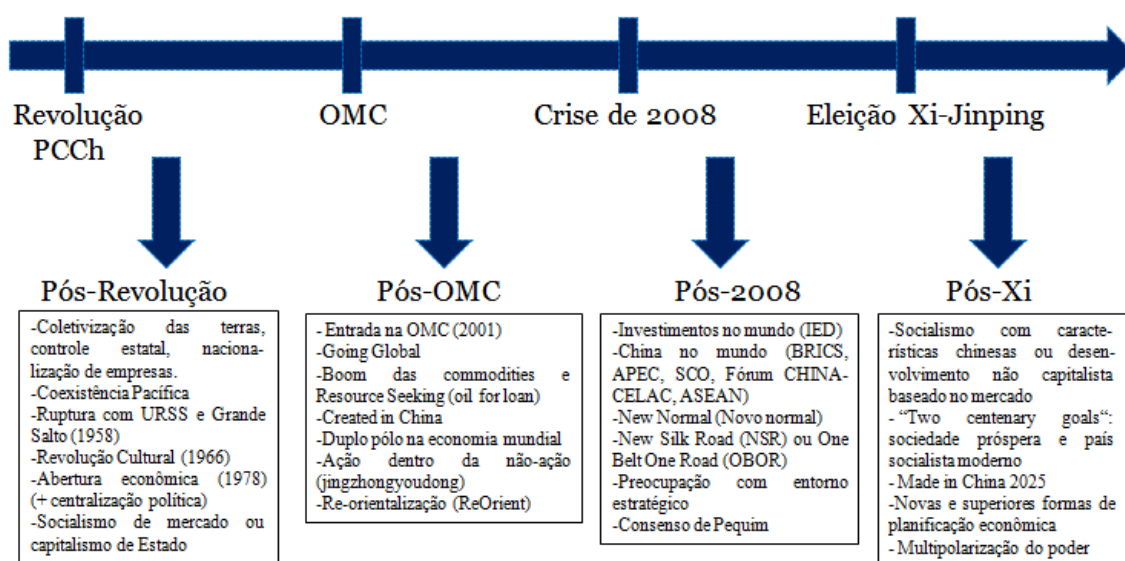 Revolução
PCCh
OMC
Crise de 2008
Eleição Xi-Jinping
Pós-Revolução
-Coletivização das terras,
controle estatal, naciona-
lização de empresas.
-Coexistência Pacífica
-Ruptura com URSS e Grande
Salto (1958)
-Revolução Cultural (1966)
-Abertura econômica (1978)
(+ centralização política)
-Socialismo de mercado ou
capitalismo de Estado
Pós-OMC
- Entrada na OMC (2001)
-Going Global
-Boom das commodities e
Resource Seeking (oil for loan)
-Created in China
-Duplo pólo na economia mundial
-Ação dentro da não-ação
(jingzhongyoudong)
-Re-orientalização (ReOrient)
Pós-2008
-Investimentos no mundo (IED)
-China no mundo (BRICS,
APEC, SCO, Fórum CHINA-
CELAC, ASEAN)
-New Normal (Novo normal)
-New Silk Road (NSR) ou One
Belt One Road (OBOR)
-Preocupação com entorno
estratégico
-Consenso de Pequim
Pós-Xi
-Socialismo com caracte-
rísticas chinesas ou desen-
volvimento não capitalista
baseado no mercado
- “Two centenary goals“:
sociedade próspera e país
socialista moderno
- Made in China 2025
-Novas e superiores formas de
planificação econômica
- Multipolarização do poder